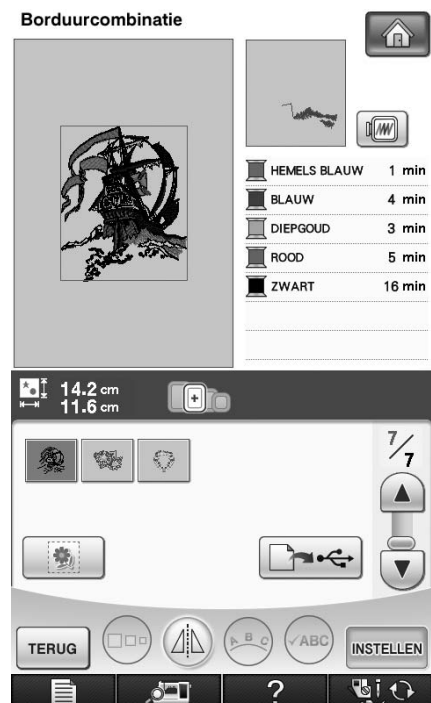 Borduurcombinatie
HEMELS BLAUW 1 min
BLAUW 4 min
DIEPGOUD 3 min
ROOD 5 min
ZWART 16 min
14.2 cm
11.6 cm
7/7
TERUG
A B C
✓ABC
INSTELLEN
?